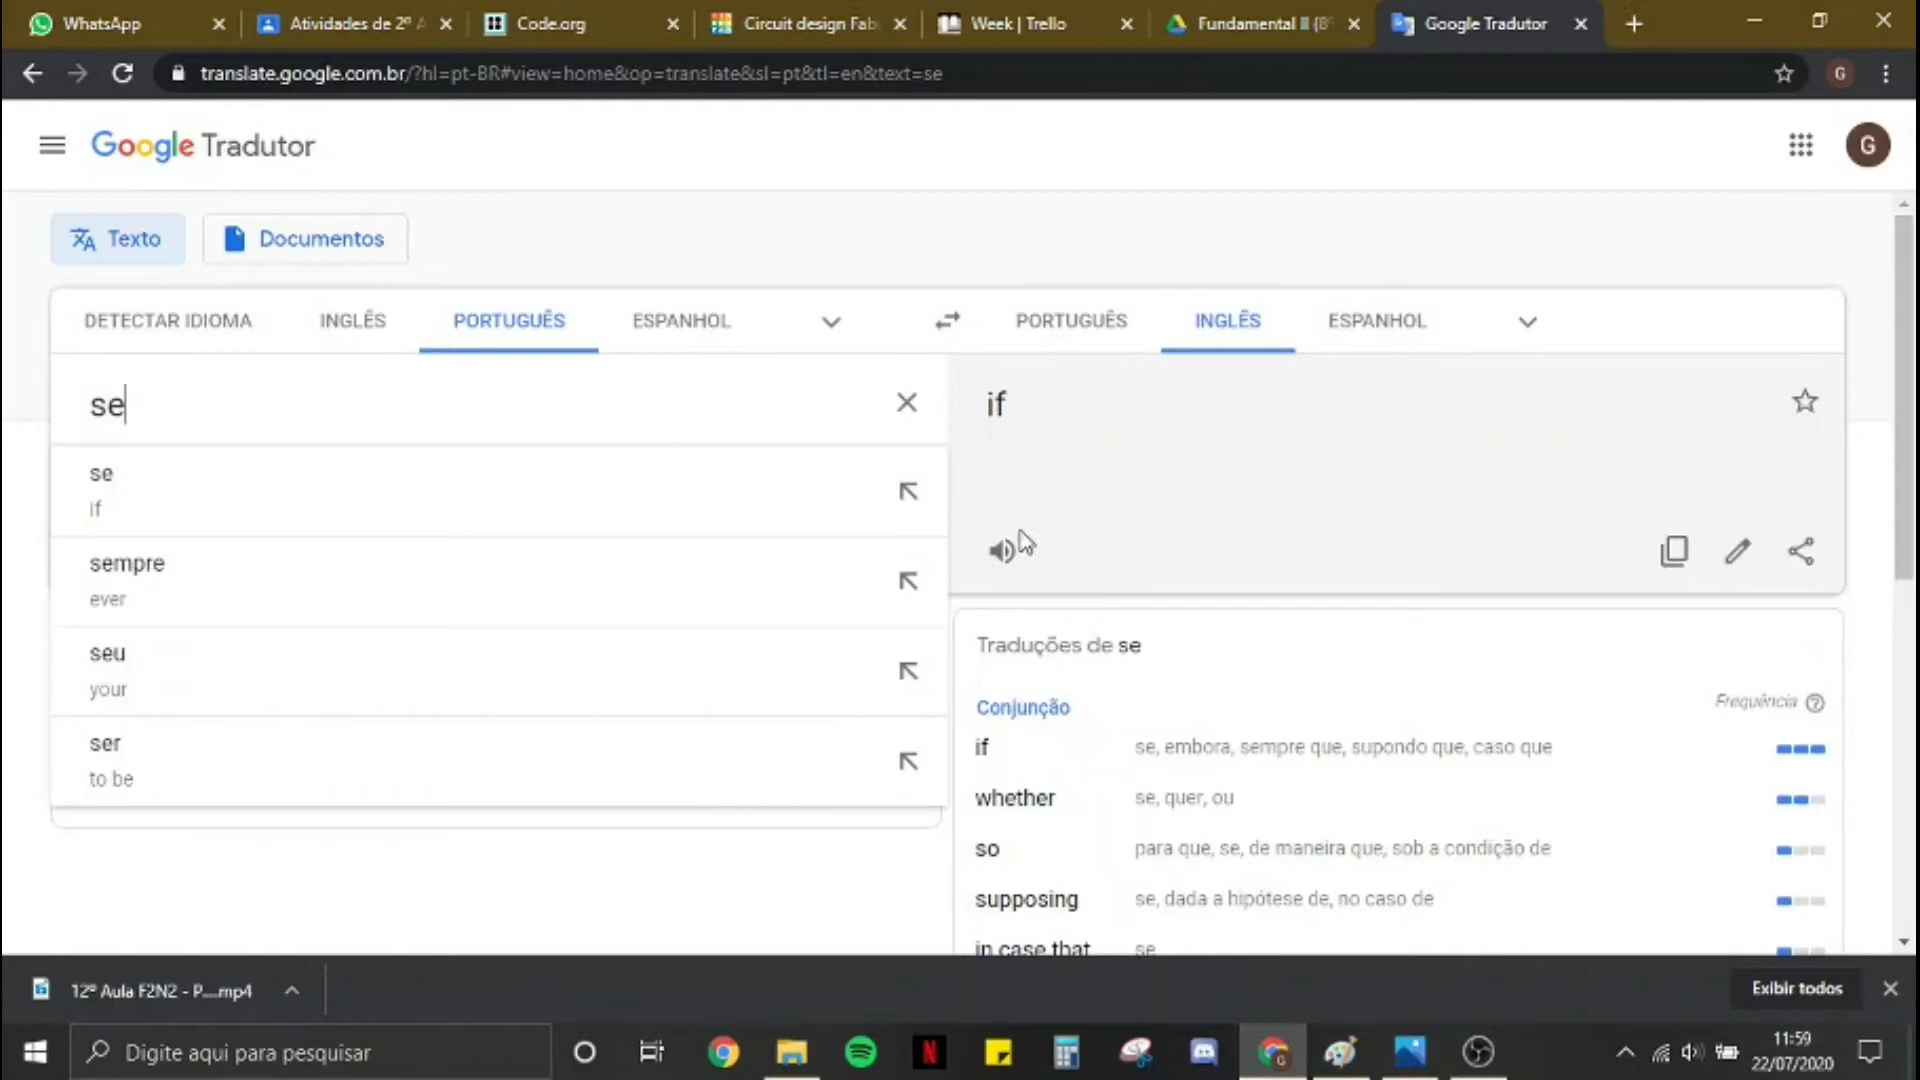 WhatsApp
Atividades de 2º A
Code.org
Circuit design Fab
Week | Trello
Fundamental II (8º
Google Tradutor
translate.google.com.br/?hl=pt-BR#view=home&op=translate&sl=pt&tl=en&text=se
G
Google Tradutor
G
Texto
Documentos
DETECTAR IDIOMA
INGLÊS
PORTUGUÊS
ESPANHOL
PORTUGUÊS
INGLÊS
ESPANHOL
se
if
se
if
sempre
ever
seu
your
ser
to be
Traduções de se
Frequência
Conjunção
if
se, embora, sempre que, supondo que, caso que
whether
se, quer, ou
so
para que, se, de maneira que, sob a condição de
supposing
se, dada a hipótese de, no caso de
in case that
se
12º Aula F2N2 - P....mp4
Exibir todos
Digite aqui para pesquisar
11:59
22/07/2020